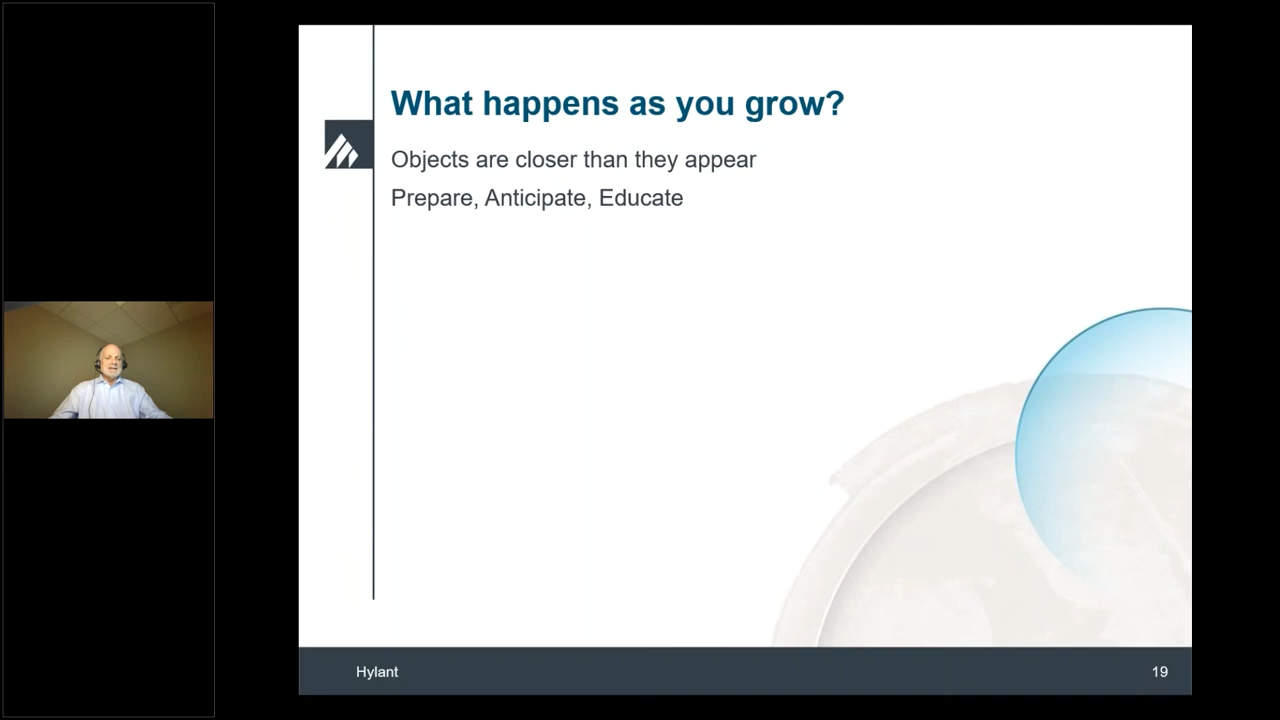 What happens as you grow?
Objects are closer than they appear
Prepare, Anticipate, Educate
Hylant
19